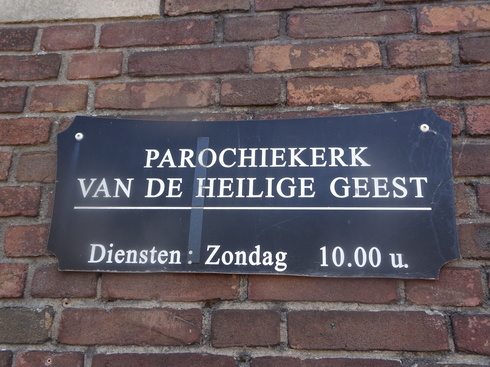 PAROCHIEKERK
VAN DE HEILIGE GEEST
Diensten: Zondag 10.00 u.